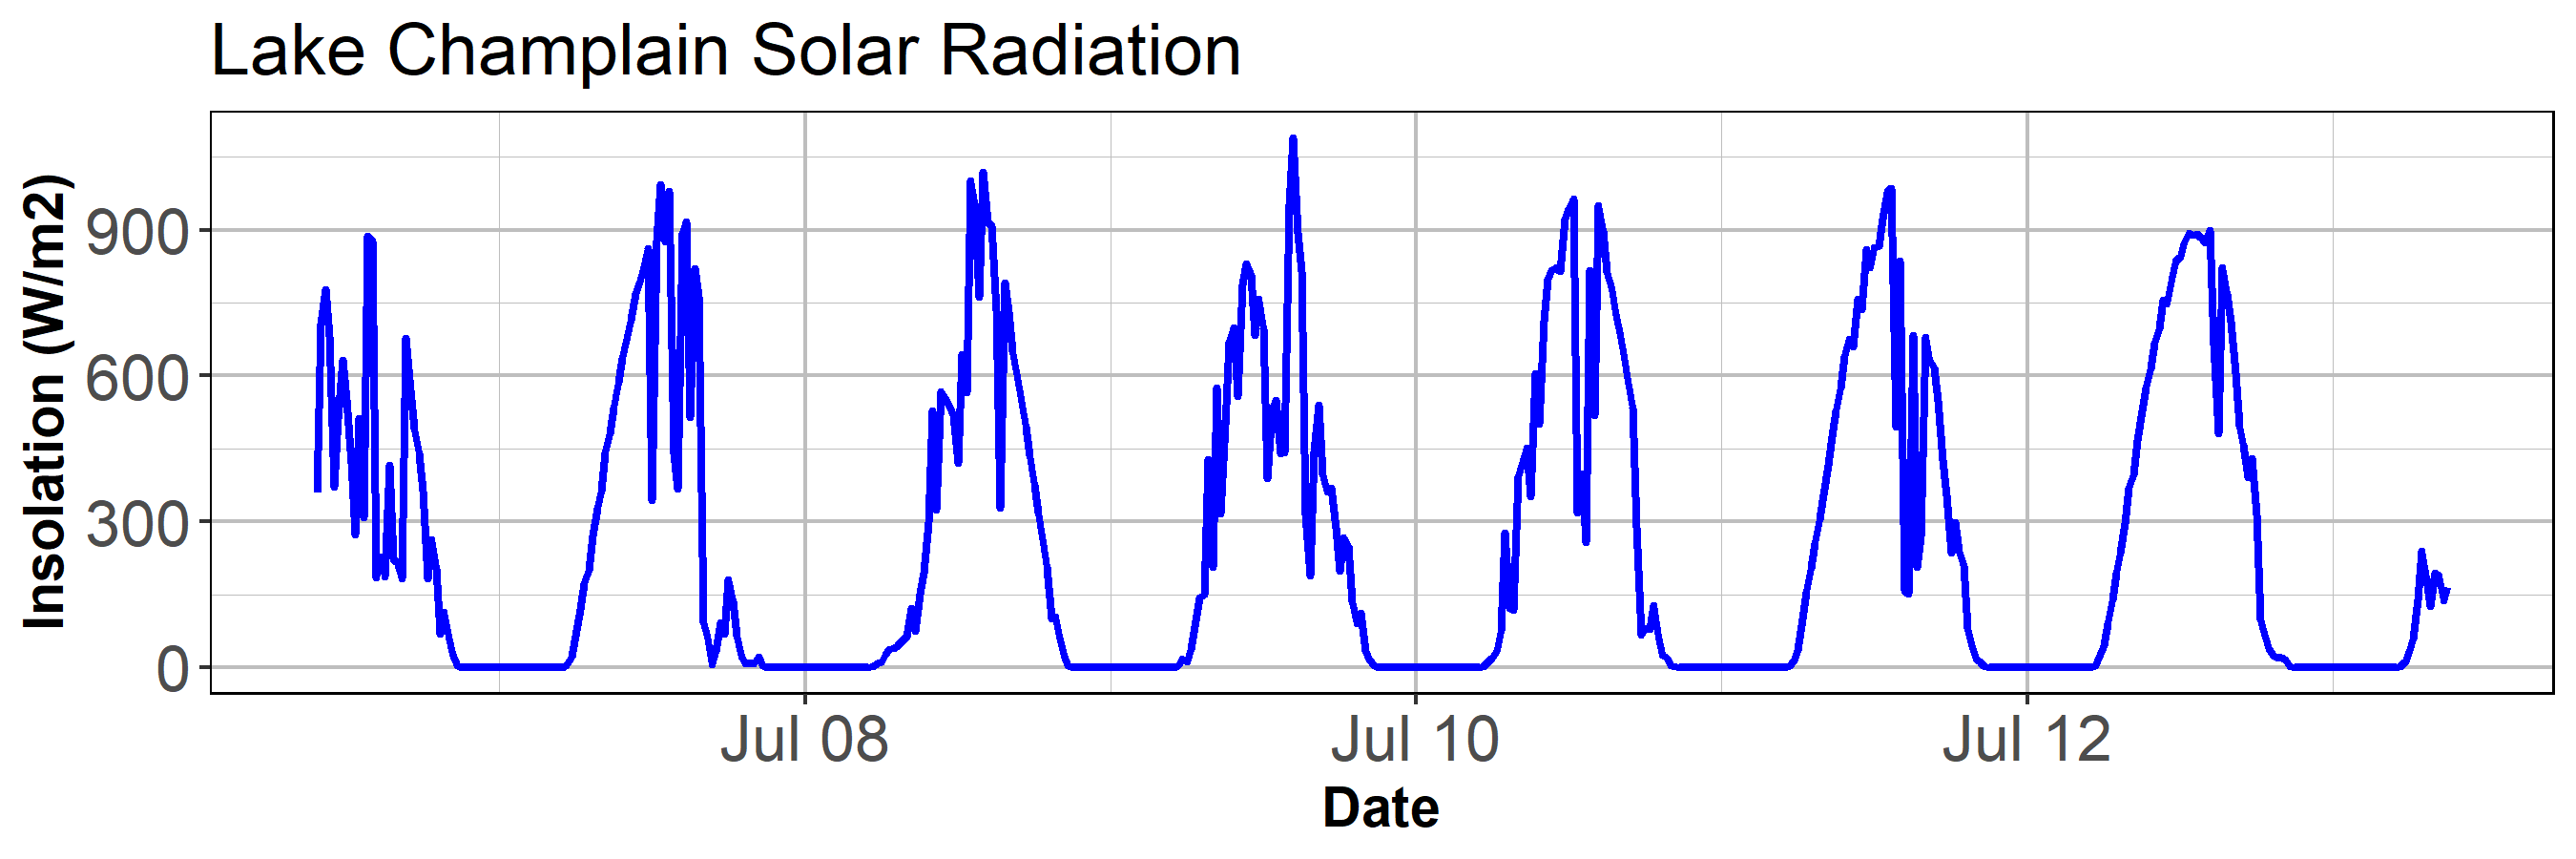 Lake Champlain Solar Radiation
Insolation (W/m2)
900
600
300
0
Jul 08
Jul 10
Jul 12
Date